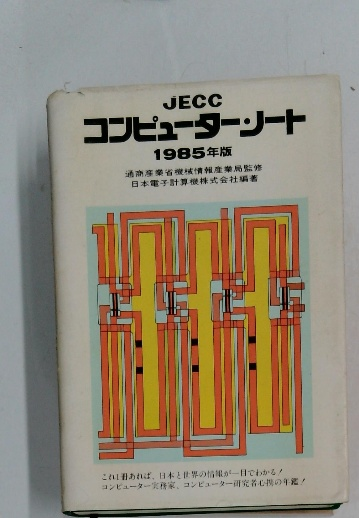 JECC
コンピューター・ノート
1985年版
通商産業省機械情報産業局監修
日本電子計算機株式会社編著
これ1冊あれば、日本と世界の情報が一目でわかる!
コンピューター実務家、コンピューター研究者必携の年鑑!